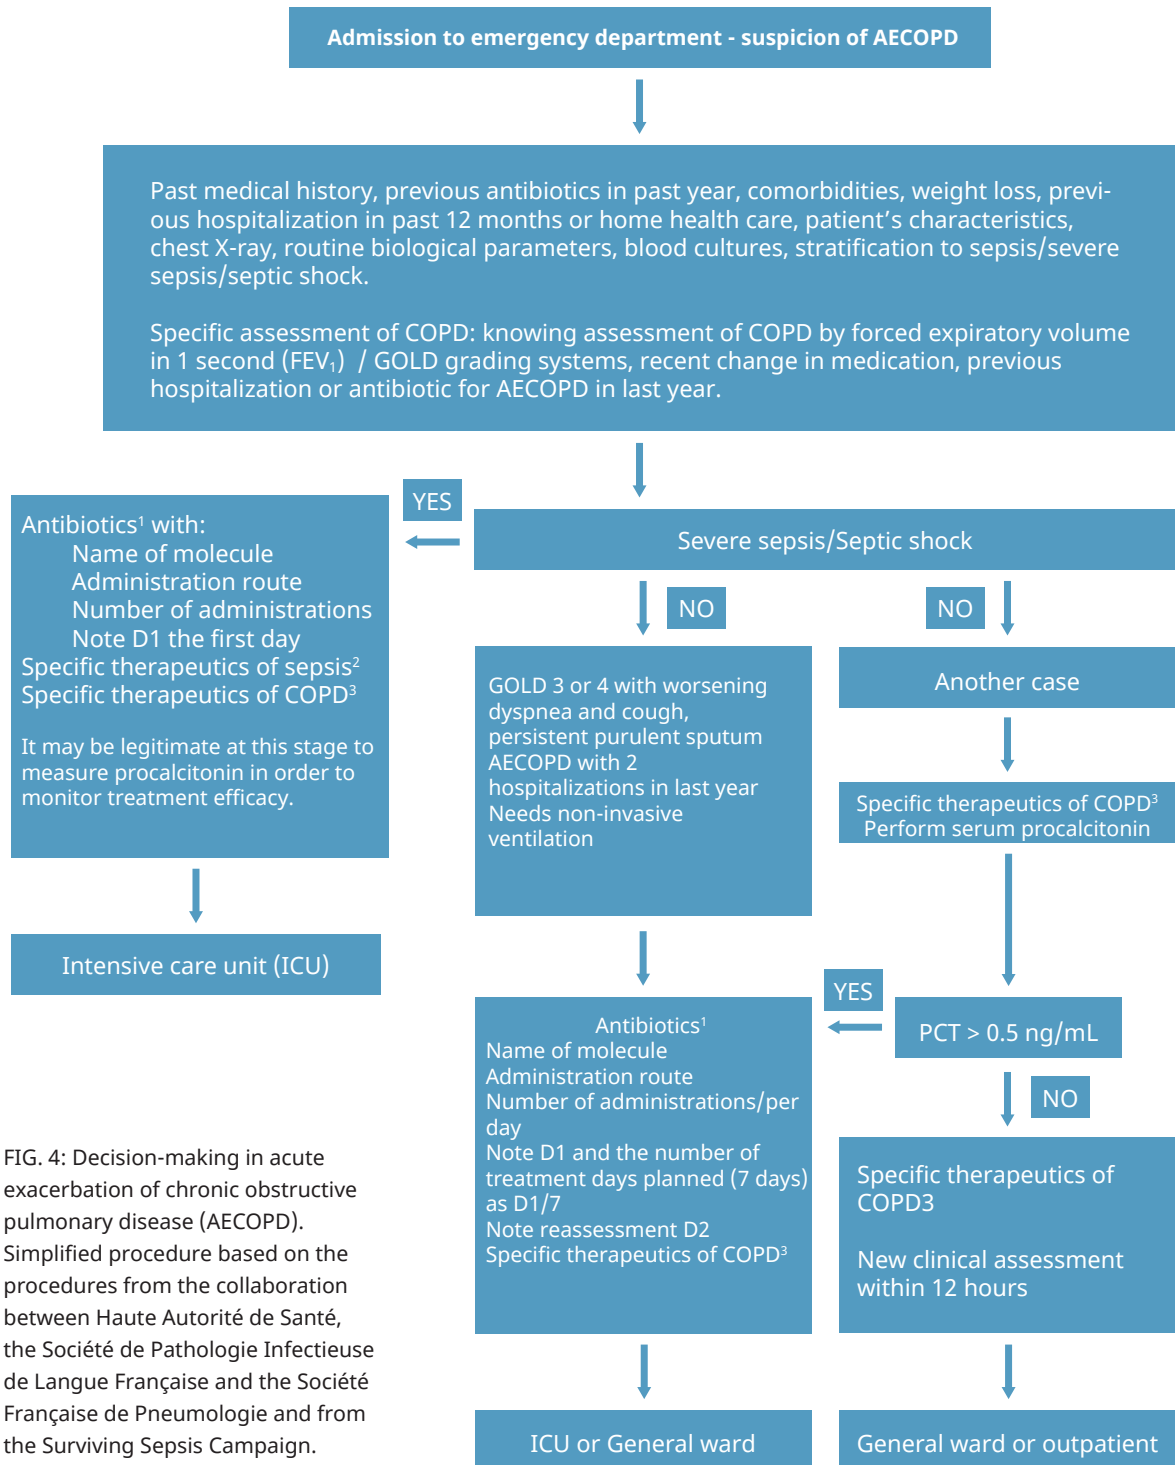 Admission to emergency department - suspicion of AECOPD
Past medical history, previous antibiotics in past year, comorbidities, weight loss, previ-
ous hospitalization in past 12 months or home health care, patient's characteristics,
chest X-ray, routine biological parameters, blood cultures, stratification to sepsis/severe
sepsis/septic shock.
Specific assessment of COPD: knowing assessment of COPD by forced expiratory volume
in 1 second (FEV₁) / GOLD grading systems, recent change in medication, previous
hospitalization or antibiotic for AECOPD in last year.
YES
Severe sepsis/Septic shock
Antibiotics¹ with:
Name of molecule
Administration route
Number of administrations
Note D1 the first day
Specific therapeutics of sepsis²
Specific therapeutics of COPD³
It may be legitimate at this stage to
measure procalcitonin in order to
monitor treatment efficacy.
Intensive care unit (ICU)
NO
NO
GOLD 3 or 4 with worsening
dyspnea and cough,
persistent purulent sputum
AECOPD with 2
hospitalizations in last year
Needs non-invasive
ventilation
Another case
Specific therapeutics of COPD³
Perform serum procalcitonin
YES
PCT > 0.5 ng/mL
NO
Antibiotics¹
Name of molecule
Administration route
Number of administrations/per
day
Note D1 and the number of
treatment days planned (7 days)
as D1/7
Note reassessment D2
Specific therapeutics of COPD³
Specific therapeutics of
COPD3
New clinical assessment
within 12 hours
ICU or General ward
General ward or outpatient
FIG. 4: Decision-making in acute
exacerbation of chronic obstructive
pulmonary disease (AECOPD).
Simplified procedure based on the
procedures from the collaboration
between Haute Autorité de Santé,
the Société de Pathologie Infectieuse
de Langue Française and the Société
Française de Pneumologie and from
the Surviving Sepsis Campaign.